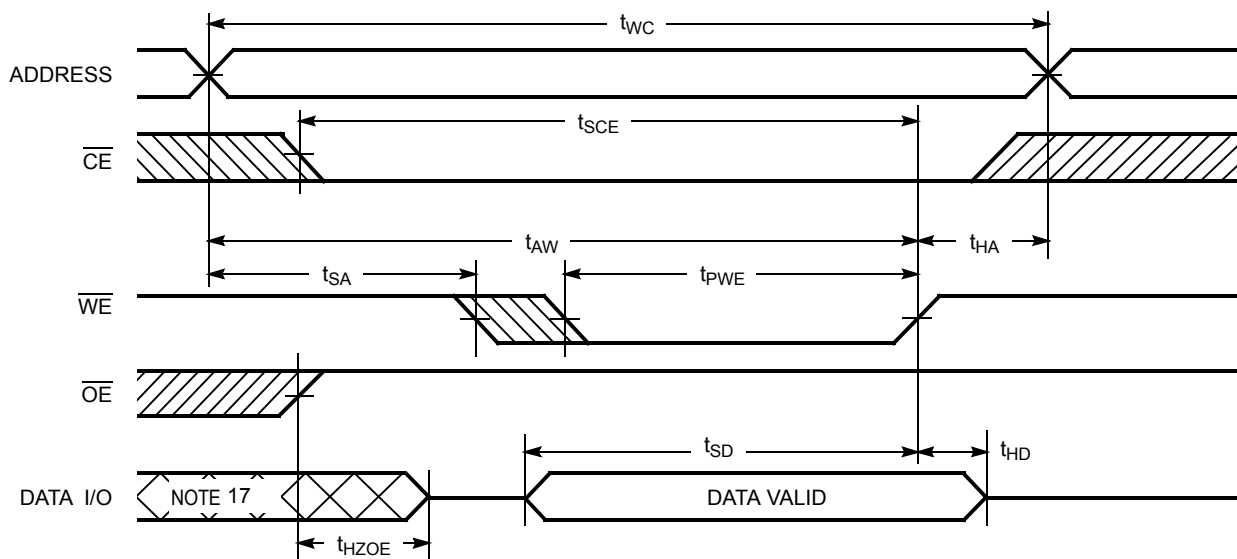 tWC
ADDRESS
tSCE
CE
tAW
tHA
tSA
tPWE
WE
OE
tSD
tHD
DATA I/O
NOTE 17
DATA VALID
tHZOE